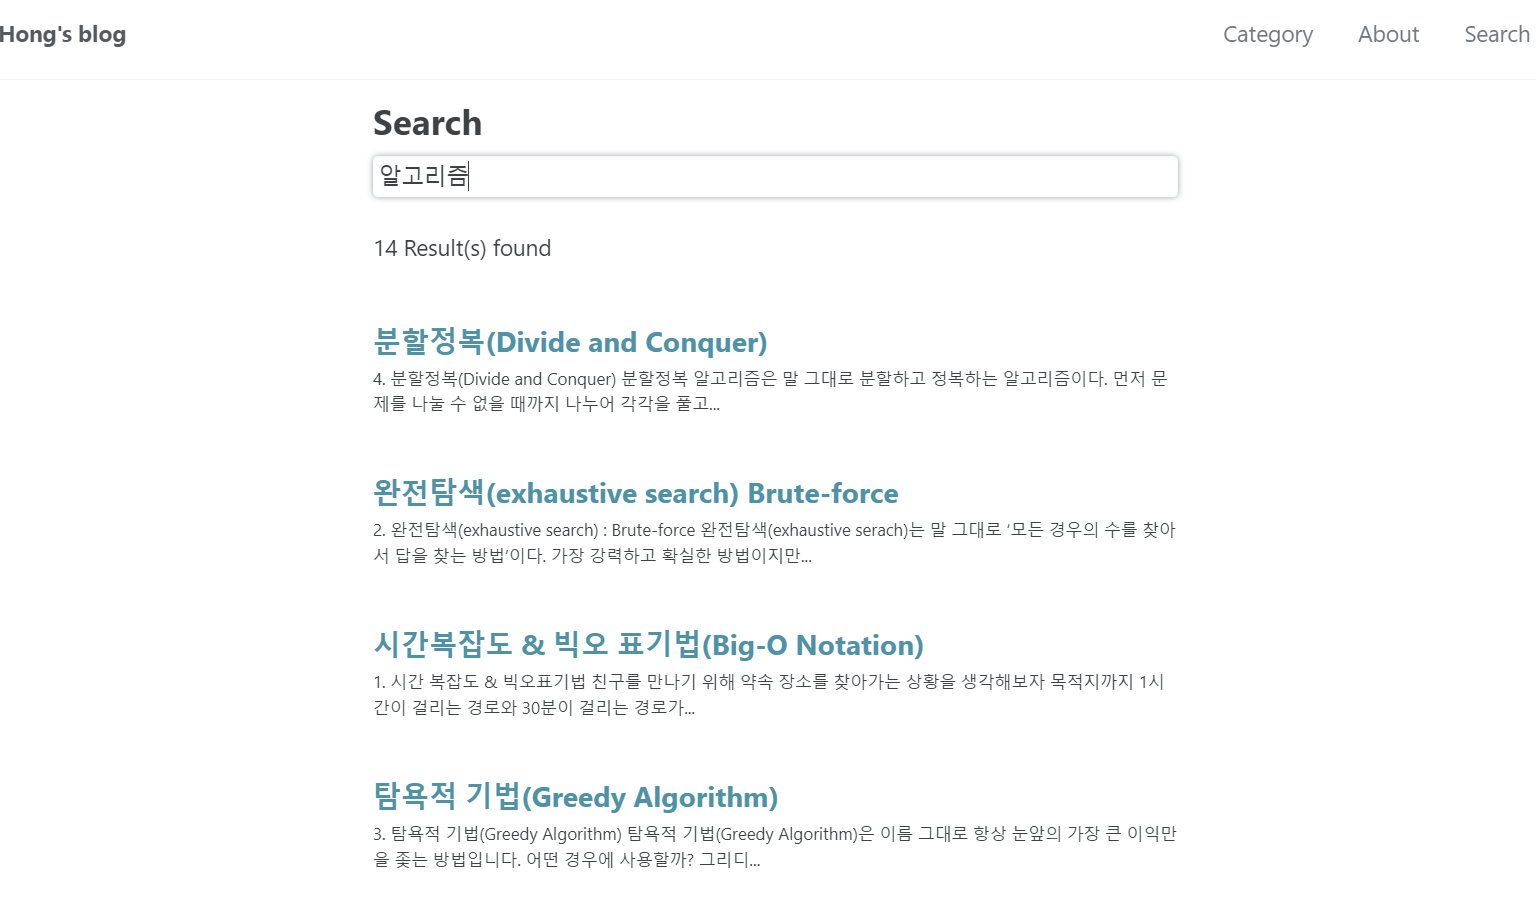 Hong's blog
Category About Search
Search
알고리즘
14 Result(s) found
분할정복(Divide and Conquer)
4. 분할정복(Divide and Conquer) 분할정복 알고리즘은 말 그대로 분할하고 정복하는 알고리즘이다. 먼저 문
제를 나눌 수 없을 때까지 나누어 각각을 풀고...
완전탐색(exhaustive search) Brute-force
2. 완전탐색(exhaustive search) : Brute-force 완전탐색(exhaustive serach)는 말 그대로 ‘모든 경우의 수를 찾아
서 답을 찾는 방법’이다. 가장 강력하고 확실한 방법이지만...
시간복잡도 & 빅오 표기법(Big-O Notation)
1. 시간 복잡도 & 빅오표기법 친구를 만나기 위해 약속 장소를 찾아가는 상황을 생각해보자 목적지까지 1시
간이 걸리는 경로와 30분이 걸리는 경로가...
탐욕적 기법(Greedy Algorithm)
3. 탐욕적 기법(Greedy Algorithm) 탐욕적 기법(Greedy Algorithm)은 이름 그대로 항상 눈앞의 가장 큰 이익만
을 좇는 방법입니다. 어떤 경우에 사용할까? 그리디...